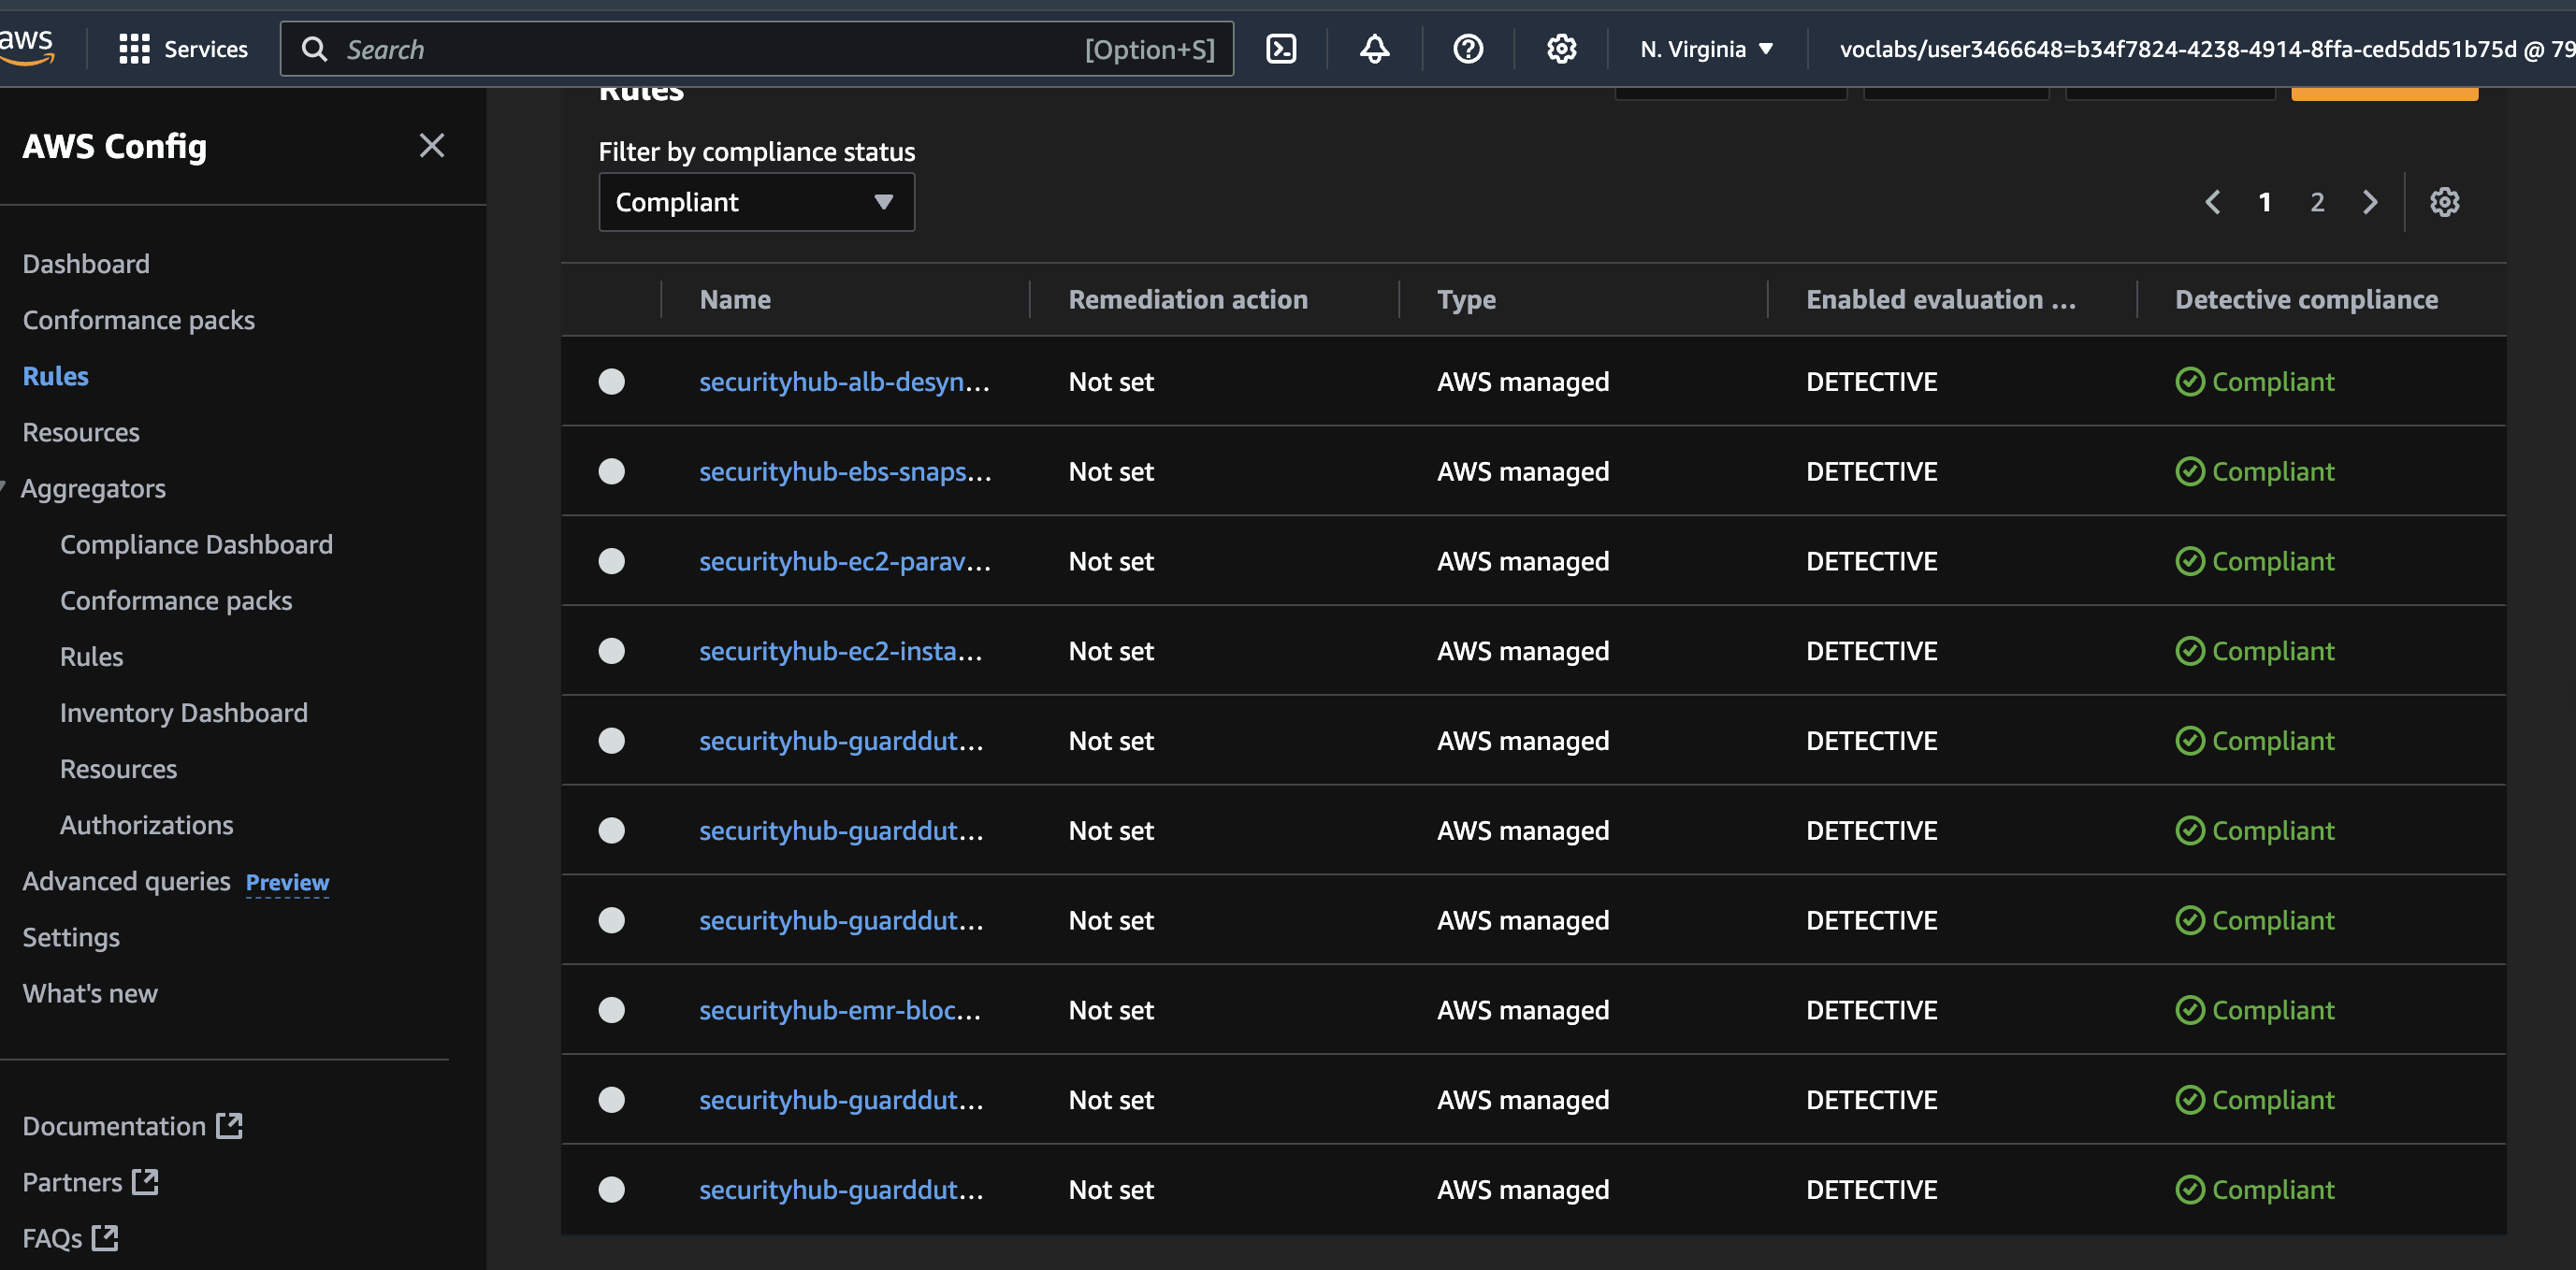 aws
Services
Search [Option+S]
N. Virginia
voclabs/user3466648=b34f7824-4238-4914-8ffa-ced5dd51b75d @ 79
AWS Config
Dashboard
Conformance packs
Rules
Resources
Aggregators
Compliance Dashboard
Conformance packs
Rules
Inventory Dashboard
Resources
Authorizations
Advanced queries Preview
Settings
What's new
Documentation
Partners
FAQs
Rules
Filter by compliance status
Compliant
1 2
Name Remediation action Type Enabled evaluation ... Detective compliance
securityhub-alb-desyn... Not set AWS managed DETECTIVE Compliant
securityhub-ebs-snaps... Not set AWS managed DETECTIVE Compliant
securityhub-ec2-parav... Not set AWS managed DETECTIVE Compliant
securityhub-ec2-insta... Not set AWS managed DETECTIVE Compliant
securityhub-guarddut... Not set AWS managed DETECTIVE Compliant
securityhub-guarddut... Not set AWS managed DETECTIVE Compliant
securityhub-guarddut... Not set AWS managed DETECTIVE Compliant
securityhub-emr-bloc... Not set AWS managed DETECTIVE Compliant
securityhub-guarddut... Not set AWS managed DETECTIVE Compliant
securityhub-guarddut... Not set AWS managed DETECTIVE Compliant